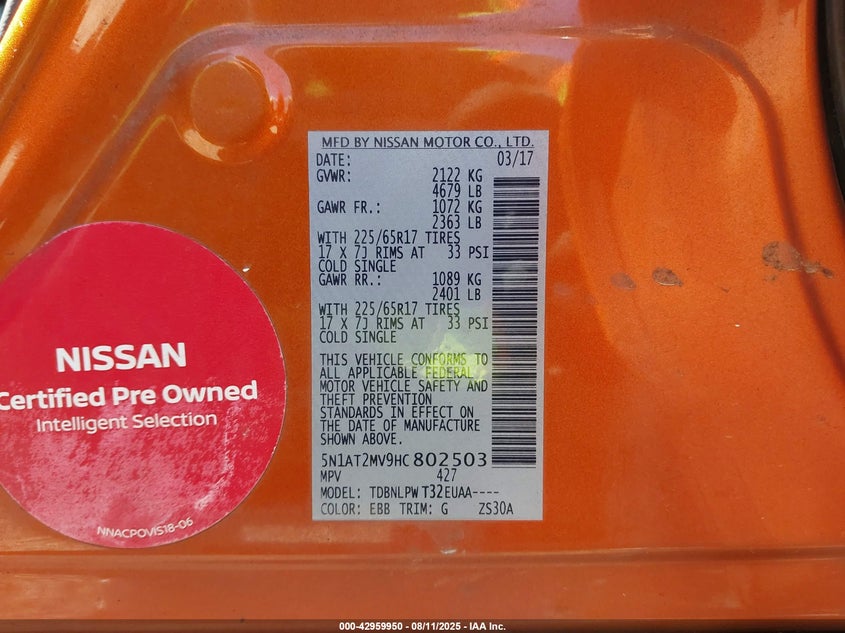 MFD BY NISSAN MOTOR CO., LTD.
DATE: 03/17
GVWR: 2122 KG
4679 LB
GAWR FR.: 1072 KG
2363 LB
WITH 225/65R17 TIRES
17 X 7J RIMS AT 33 PSI
COLD SINGLE
GAWR RR.: 1089 KG
2401 LB
WITH 225/65R17 TIRES
17 X 7J RIMS AT 33 PSI
COLD SINGLE
THIS VEHICLE CONFORMS TO
ALL APPLICABLE FEDERAL
MOTOR VEHICLE SAFETY AND
THEFT PREVENTION
STANDARDS IN EFFECT ON
THE DATE OF MANUFACTURE
SHOWN ABOVE.
5N1AT2MV9HC802503
MPV 427
MODEL: TDBNLPW T32EUAA----
COLOR: EBB TRIM: G ZS30A
NISSAN
Certified Pre Owned
Intelligent Selection
NNACPOVIS18-06
000-42959950 - 08/11/2025 - IAA Inc.